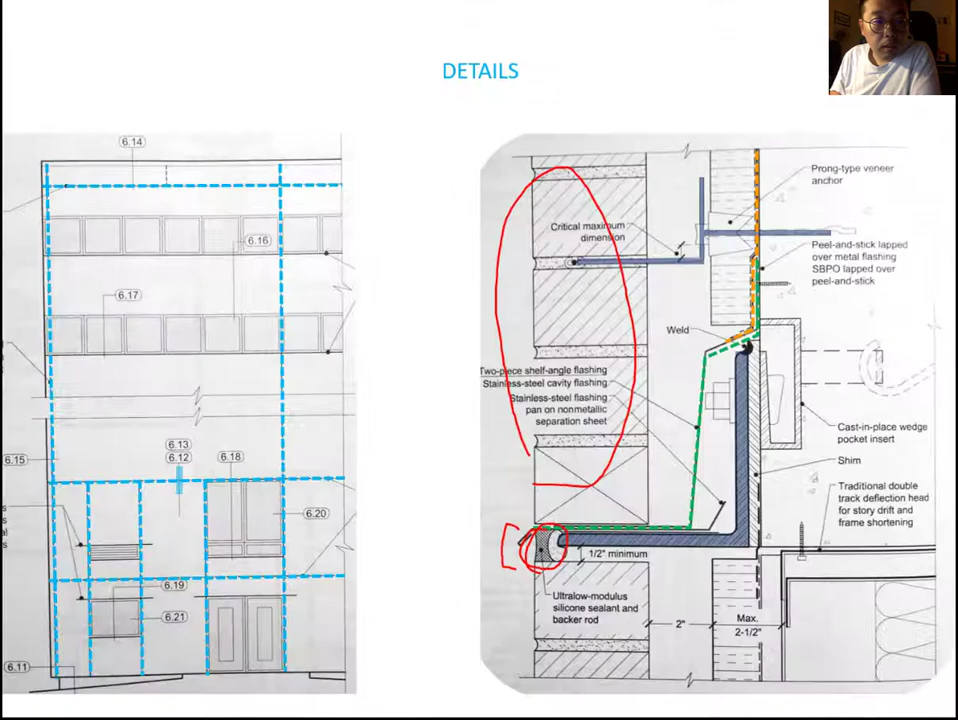 DETAILS
6.14
6.16
6.17
6.13
6.12
6.15
6.18
6.20
6.19
6.21
6.11
Prong-type veneer
anchor
Critical maximum
dimension
Peel-and-stick lapped
over metal flashing
SBPO lapped over
peel-and-stick
Weld
Two-piece shelf-angle flashing
Stainless-steel cavity flashing
Stainless-steel flashing
pan on nonmetallic
separation sheet
Cast-in-place wedge
pocket insert
Shim
Traditional double
track deflection head
for story drift and
frame shortening
1/2" minimum
Ultralow-modulus
silicone sealant and
backer rod
2"
Max.
2-1/2"